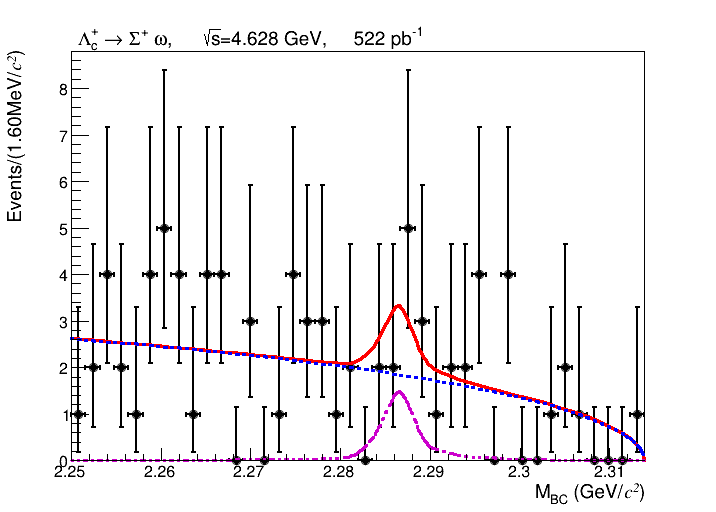 Λc+ → Σ+ ω, √s=4.628 GeV, 522 pb-1
Events/(1.60MeV/c2)
8
7
6
5
4
3
2
1
0
2.25 2.26 2.27 2.28 2.29 2.3 2.31
MBC (GeV/c2)